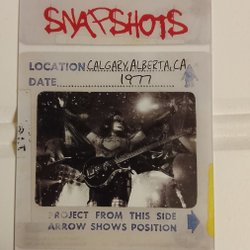 SNAPSHOTS
LOCATION CALGARY, ALBERTA, CA
DATE 1977
PROJECT FROM THIS SIDE
ARROW SHOWS POSITION